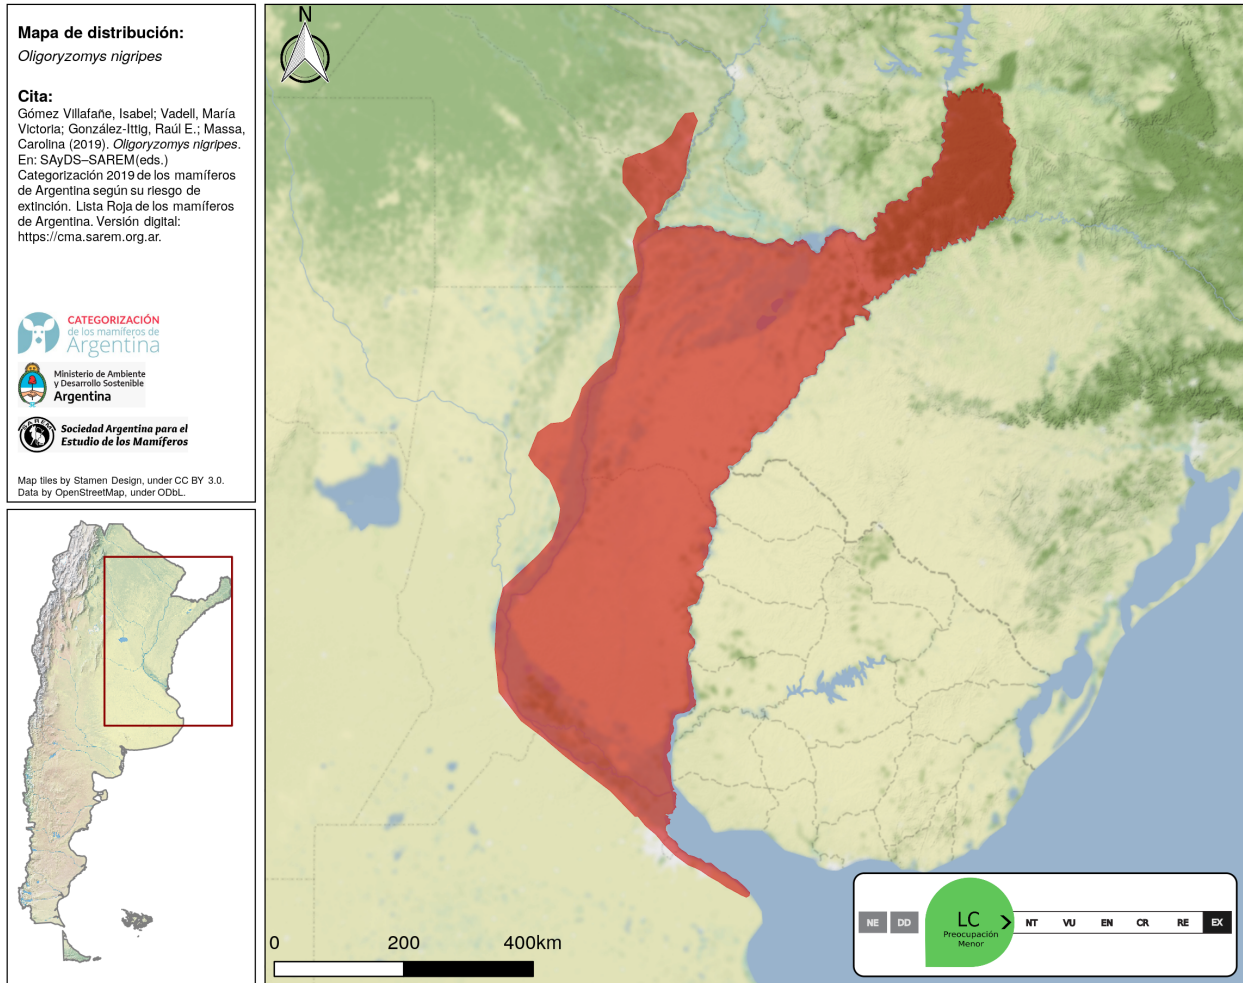 Mapa de distribución:
Oligoryzomys nigripes
Cita:
Gómez Villafañe, Isabel; Vadell, María
Victoria; González-Ittig, Raúl E.; Massa,
Carolina (2019). Oligoryzomys nigripes.
En: SAyDS–SAREM(eds.)
Categorización 2019 de los mamíferos
de Argentina según su riesgo de
extinción. Lista Roja de los mamíferos
de Argentina. Versión digital:
https://cma.sarem.org.ar.
CATEGORIZACIÓN
de los mamíferos de
Argentina
Ministerio de Ambiente
y Desarrollo Sostenible
Argentina
SAREM
Sociedad Argentina para el
Estudio de los Mamíferos
Map tiles by Stamen Design, under CC BY 3.0.
Data by OpenStreetMap, under ODbL.
N
0 200 400km
NE DD LC NT VU EN CR RE EX
Preocupación
Menor